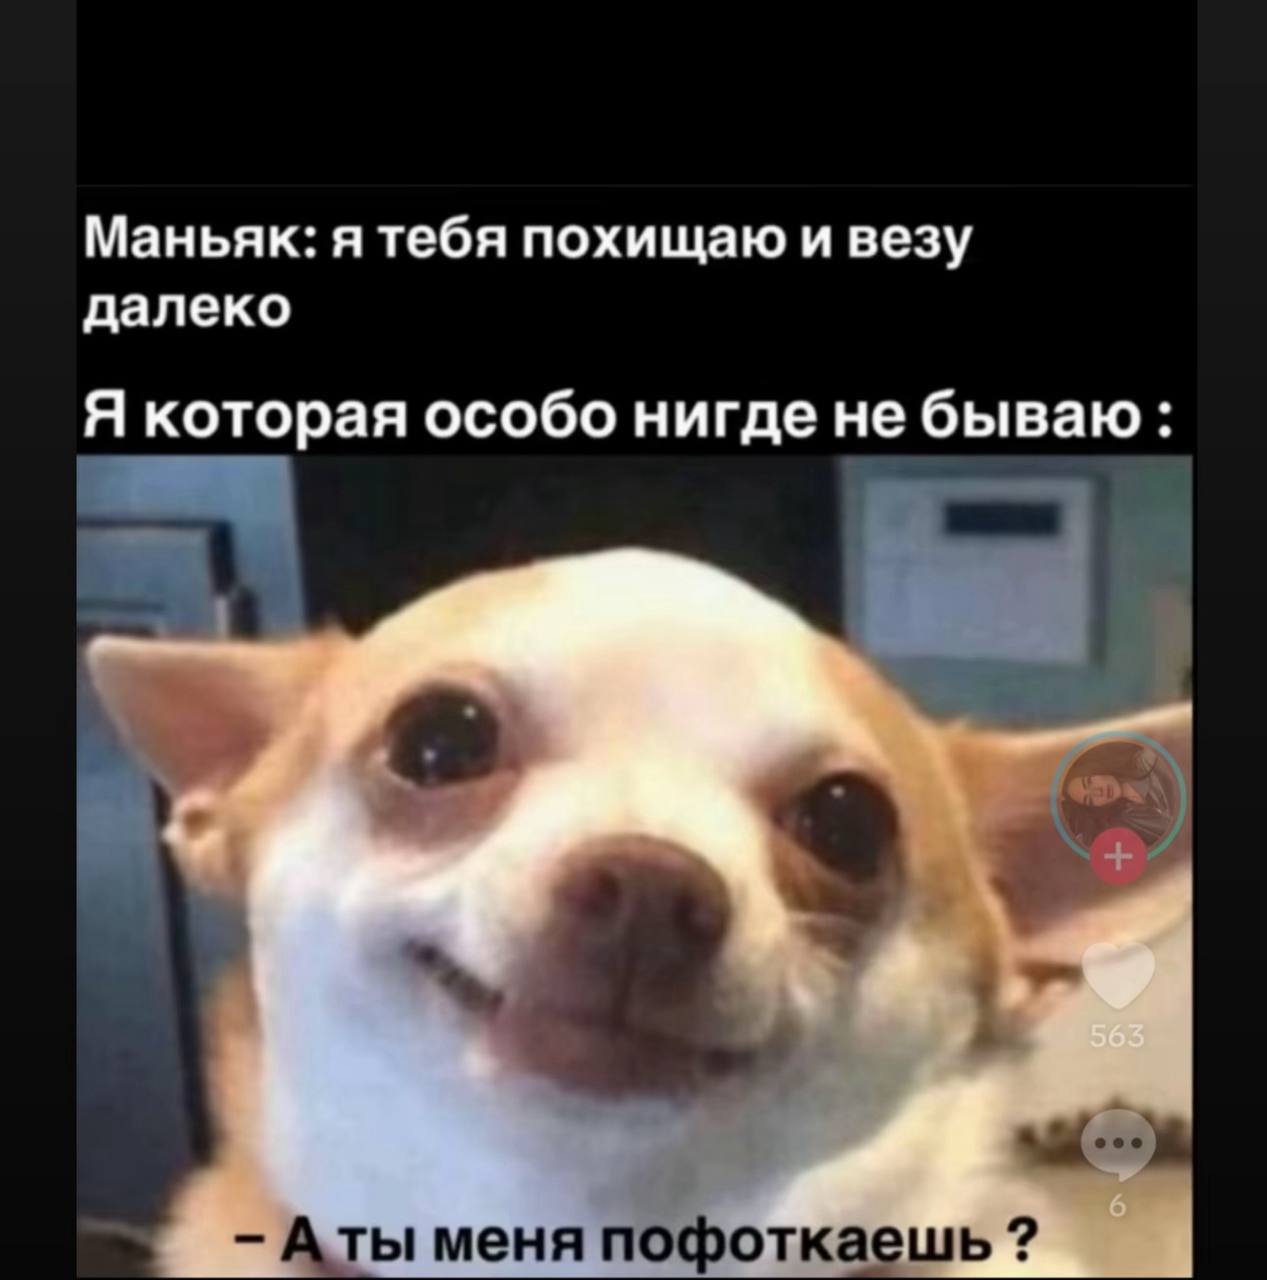 Маньяк: я тебя похищаю и везу
далеко
Я которая особо нигде не бываю :
563
6
– А ты меня пофоткаешь ?